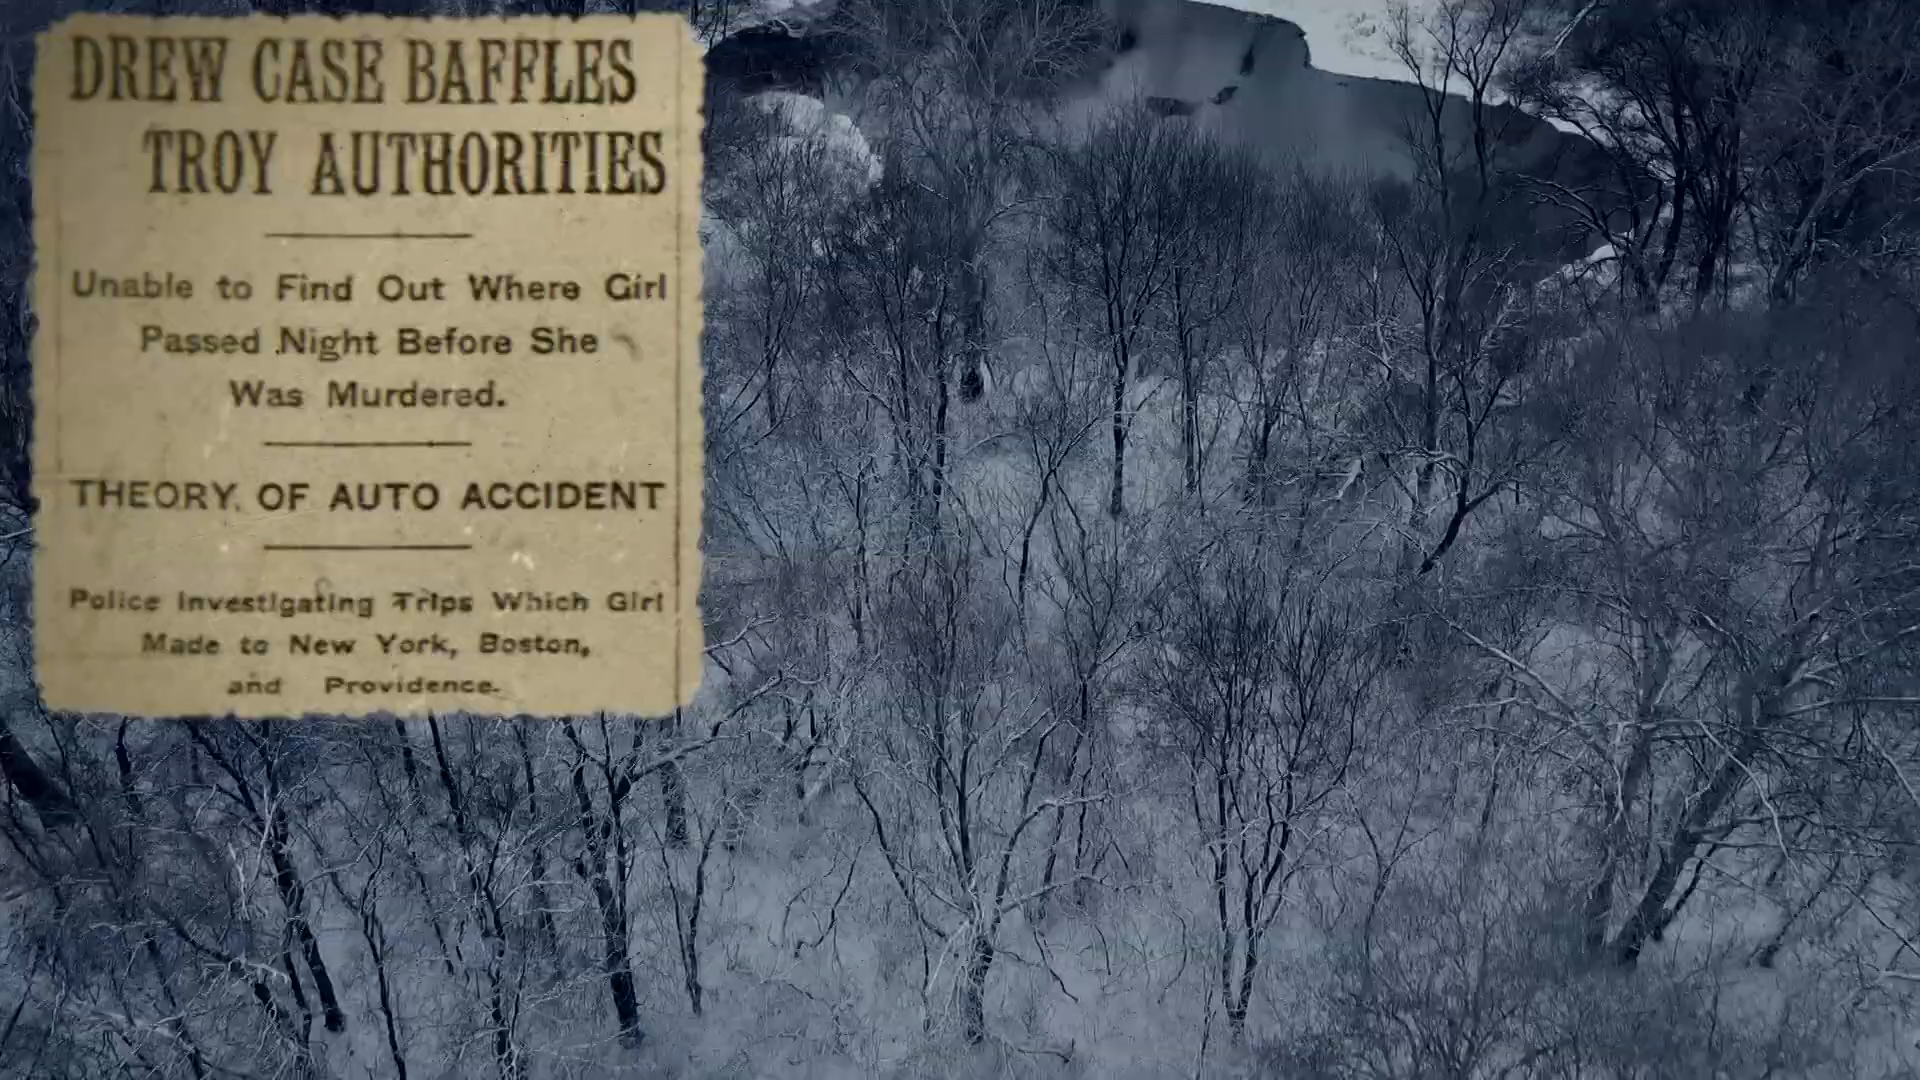 DREW CASE BAFFLES
TROY AUTHORITIES
Unable to Find Out Where Girl
Passed Night Before She
Was Murdered.
THEORY OF AUTO ACCIDENT
Police Investigating Trips Which Girl
Made to New York, Boston,
and Providence.